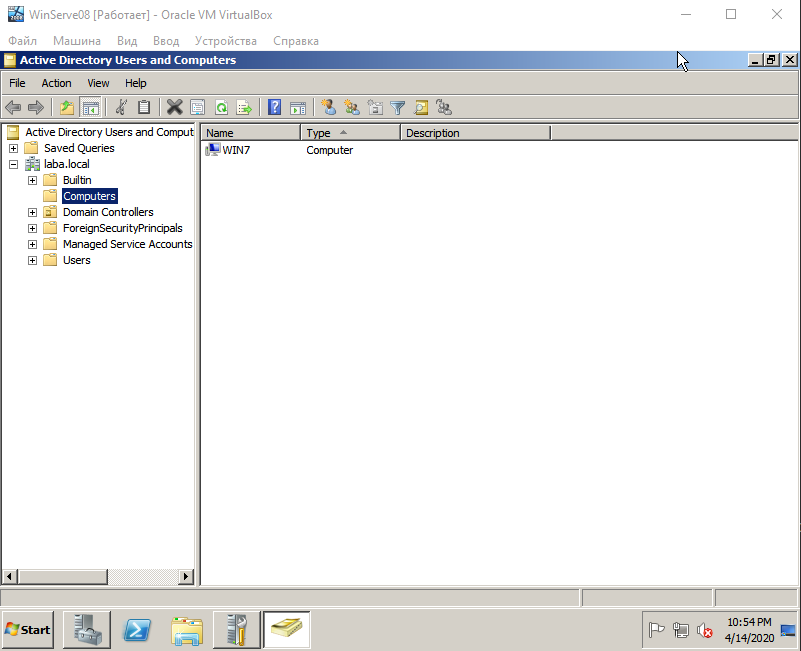 WinServe08 [Работает] - Oracle VM VirtualBox
Файл Машина Вид Ввод Устройства Справка
Active Directory Users and Computers
File Action View Help
Active Directory Users and Comput
Saved Queries
laba.local
Builtin
Computers
Domain Controllers
ForeignSecurityPrincipals
Managed Service Accounts
Users
Name Type Description
WIN7 Computer
Start
10:54 PM
4/14/2020